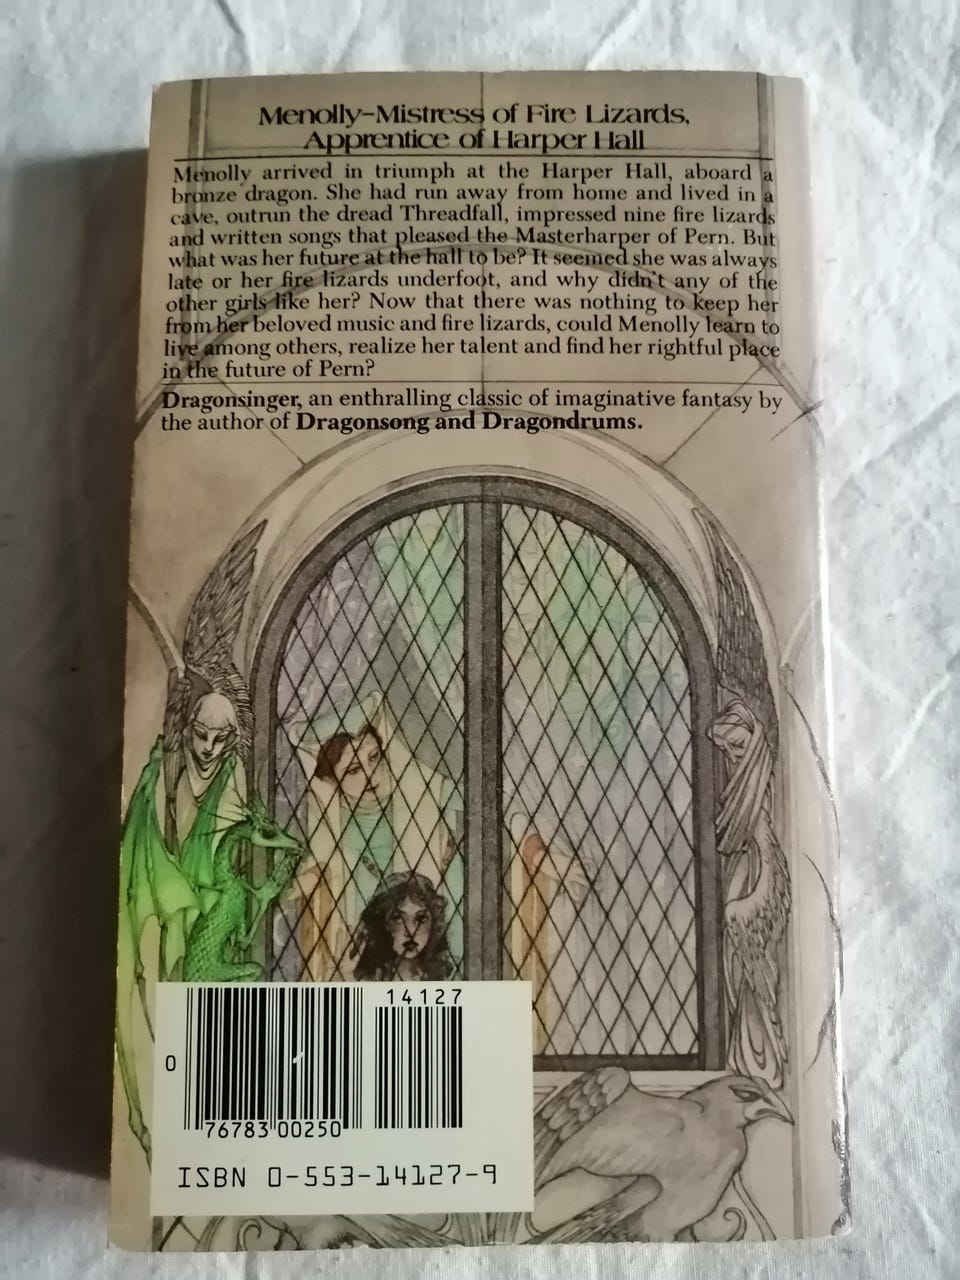 Menolly-Mistress of Fire Lizards,
Apprentice of Harper Hall
Menolly arrived in triumph at the Harper Hall, aboard a
bronze dragon. She had run away from home and lived in a
cave, outrun the dread Threadfall, impressed nine fire lizards
and written songs that pleased the Masterharper of Pern. But
what was her future at the hall to be? It seemed she was always
late or her fire lizards underfoot, and why didn't any of the
other girls like her? Now that there was nothing to keep her
from her beloved music and fire lizards, could Menolly learn to
live among others, realize her talent and find her rightful place
in the future of Pern?
Dragonsinger, an enthralling classic of imaginative fantasy by
the author of Dragonsong and Dragondrums.
14127
0
76783 00250
ISBN 0-553-14127-9